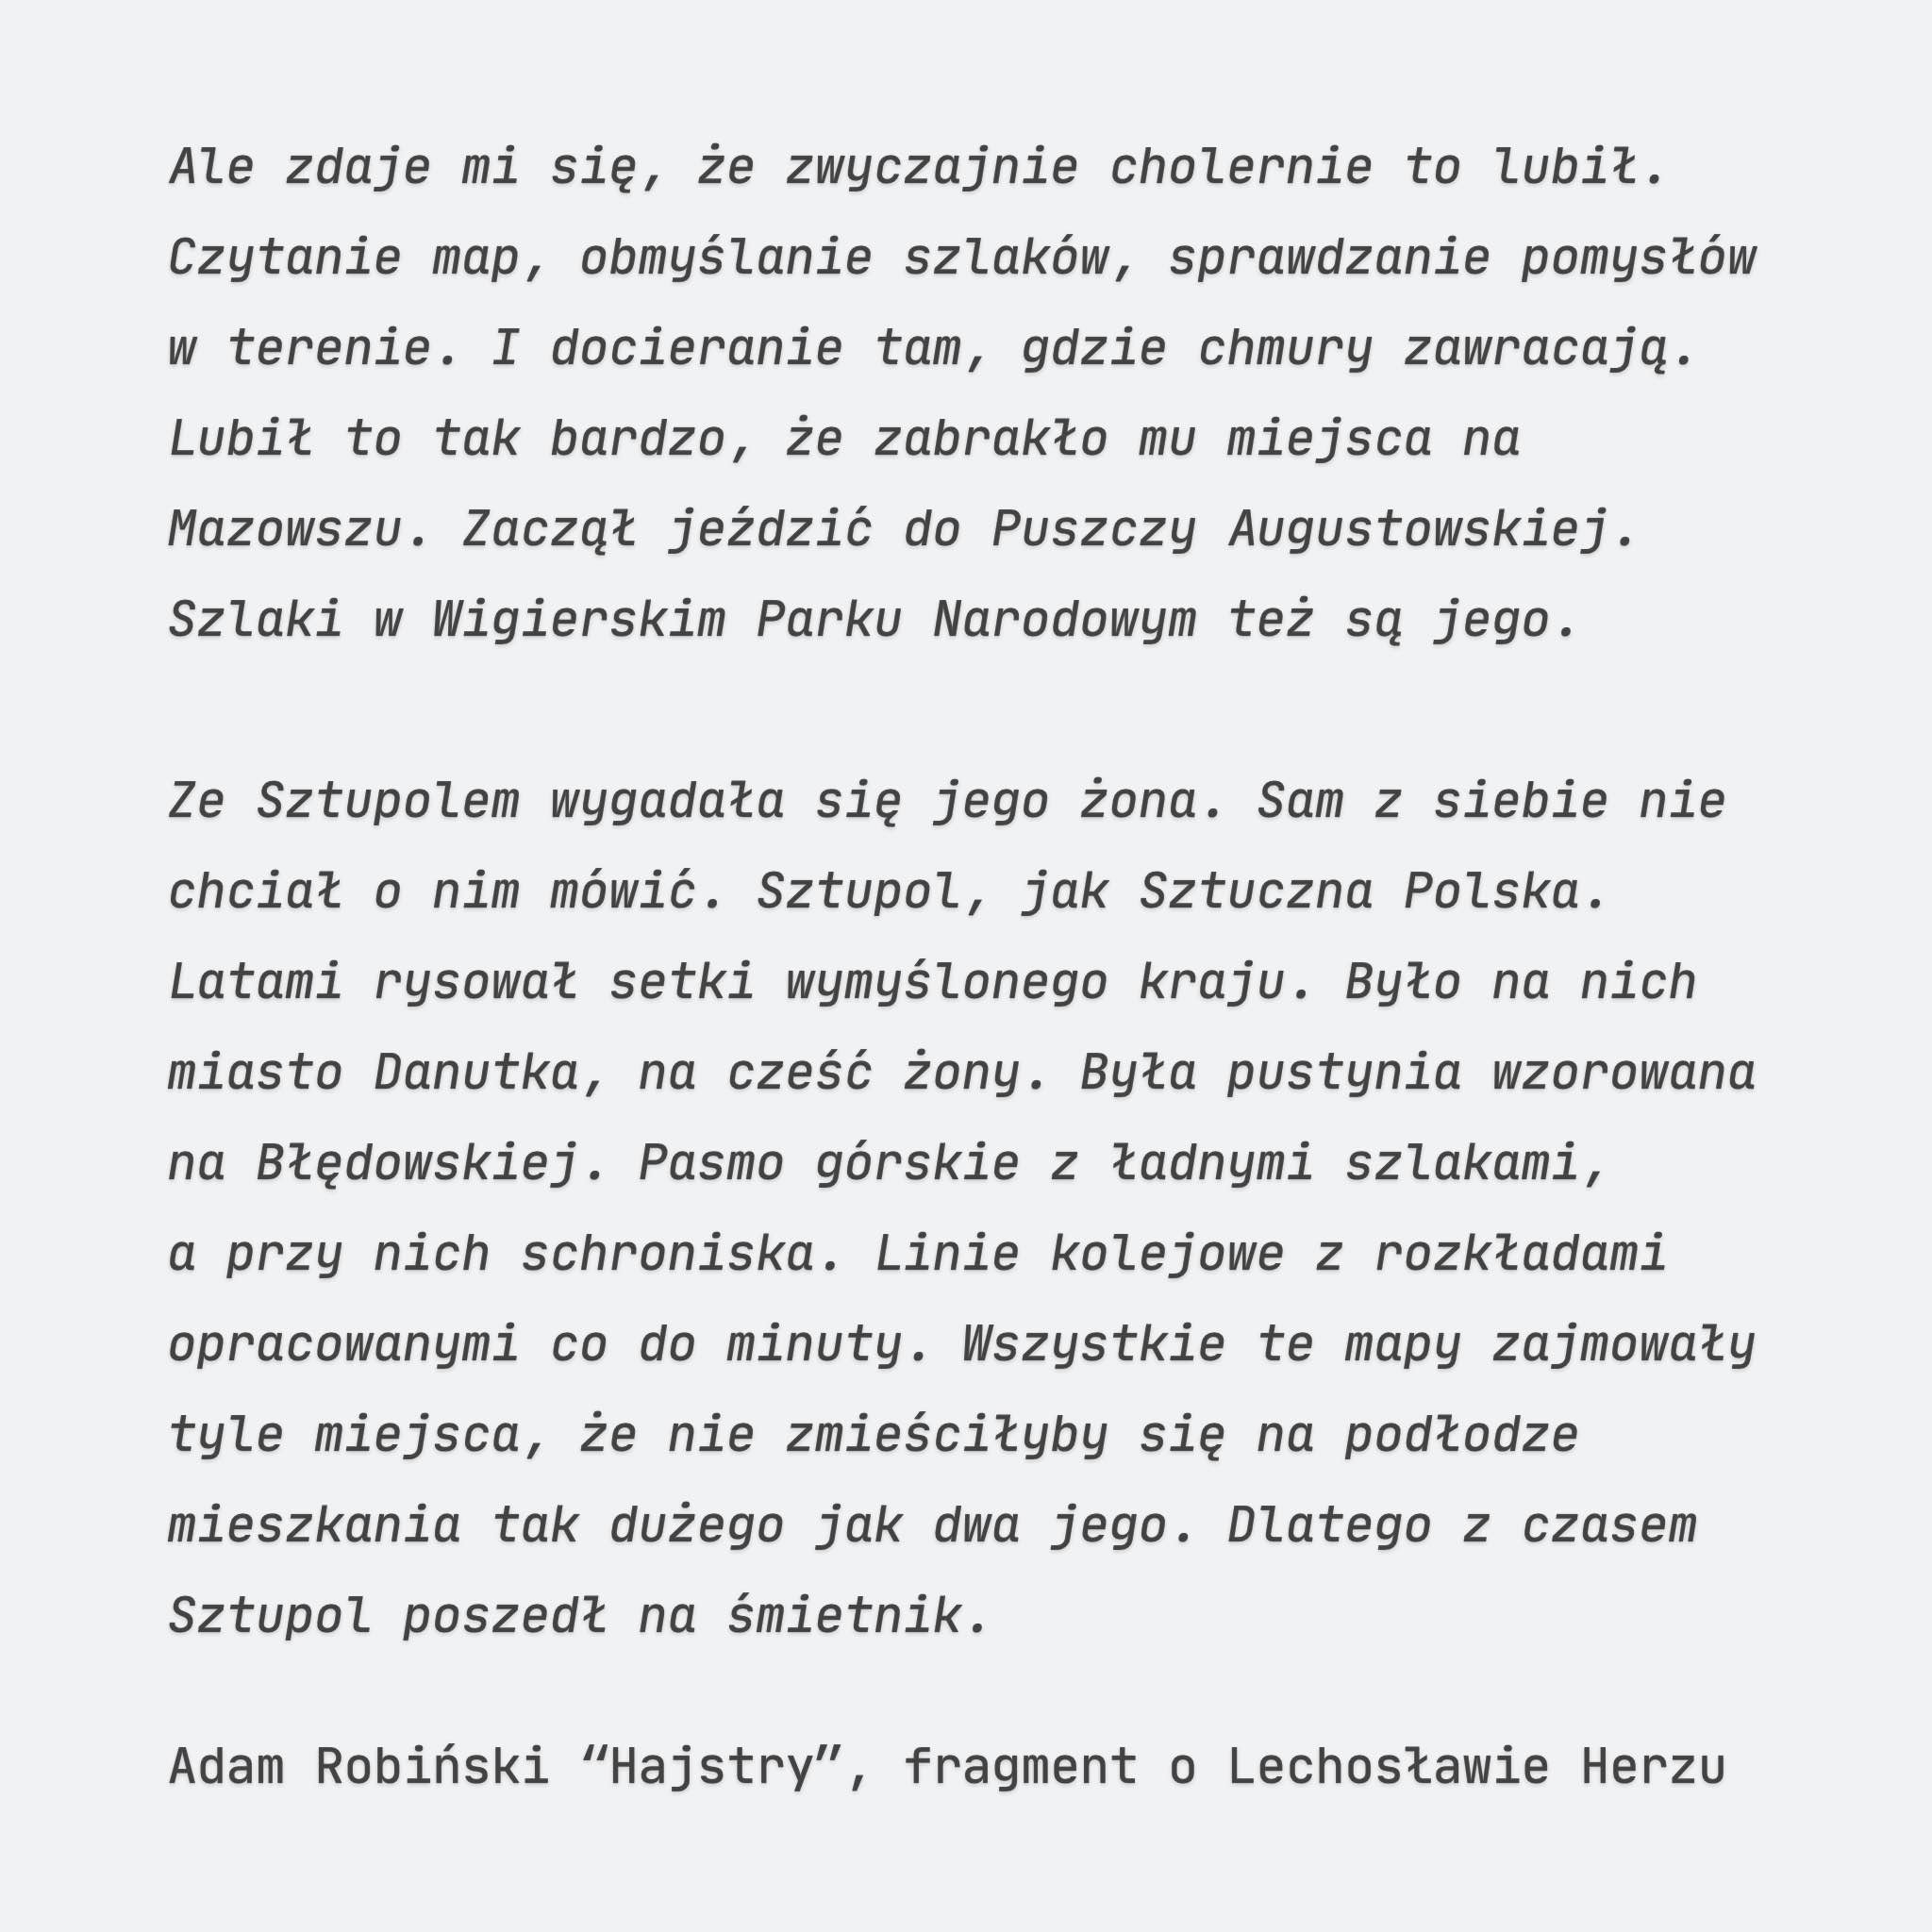 Ale zdaje mi się, że zwyczajnie cholernie to lubił.
Czytanie map, obmyślanie szlaków, sprawdzanie pomysłów
w terenie. I docieranie tam, gdzie chmury zawracają.
Lubił to tak bardzo, że zabrakło mu miejsca na
Mazowszu. Zaczął jeździć do Puszczy Augustowskiej.
Szlaki w Wigierskim Parku Narodowym też są jego.
Ze Sztupolem wygadała się jego żona. Sam z siebie nie
chciał o nim mówić. Sztupol, jak Sztuczna Polska.
Latami rysował setki wymyślonego kraju. Było na nich
miasto Danutka, na cześć żony. Była pustynia wzorowana
na Błędowskiej. Pasmo górskie z ładnymi szlakami,
a przy nich schroniska. Linie kolejowe z rozkładami
opracowanymi co do minuty. Wszystkie te mapy zajmowały
tyle miejsca, że nie zmieściłyby się na podłodze
mieszkania tak dużego jak dwa jego. Dlatego z czasem
Sztupol poszedł na śmietnik.
Adam Robiński “Hajstry”, fragment o Lechosławie Herzu